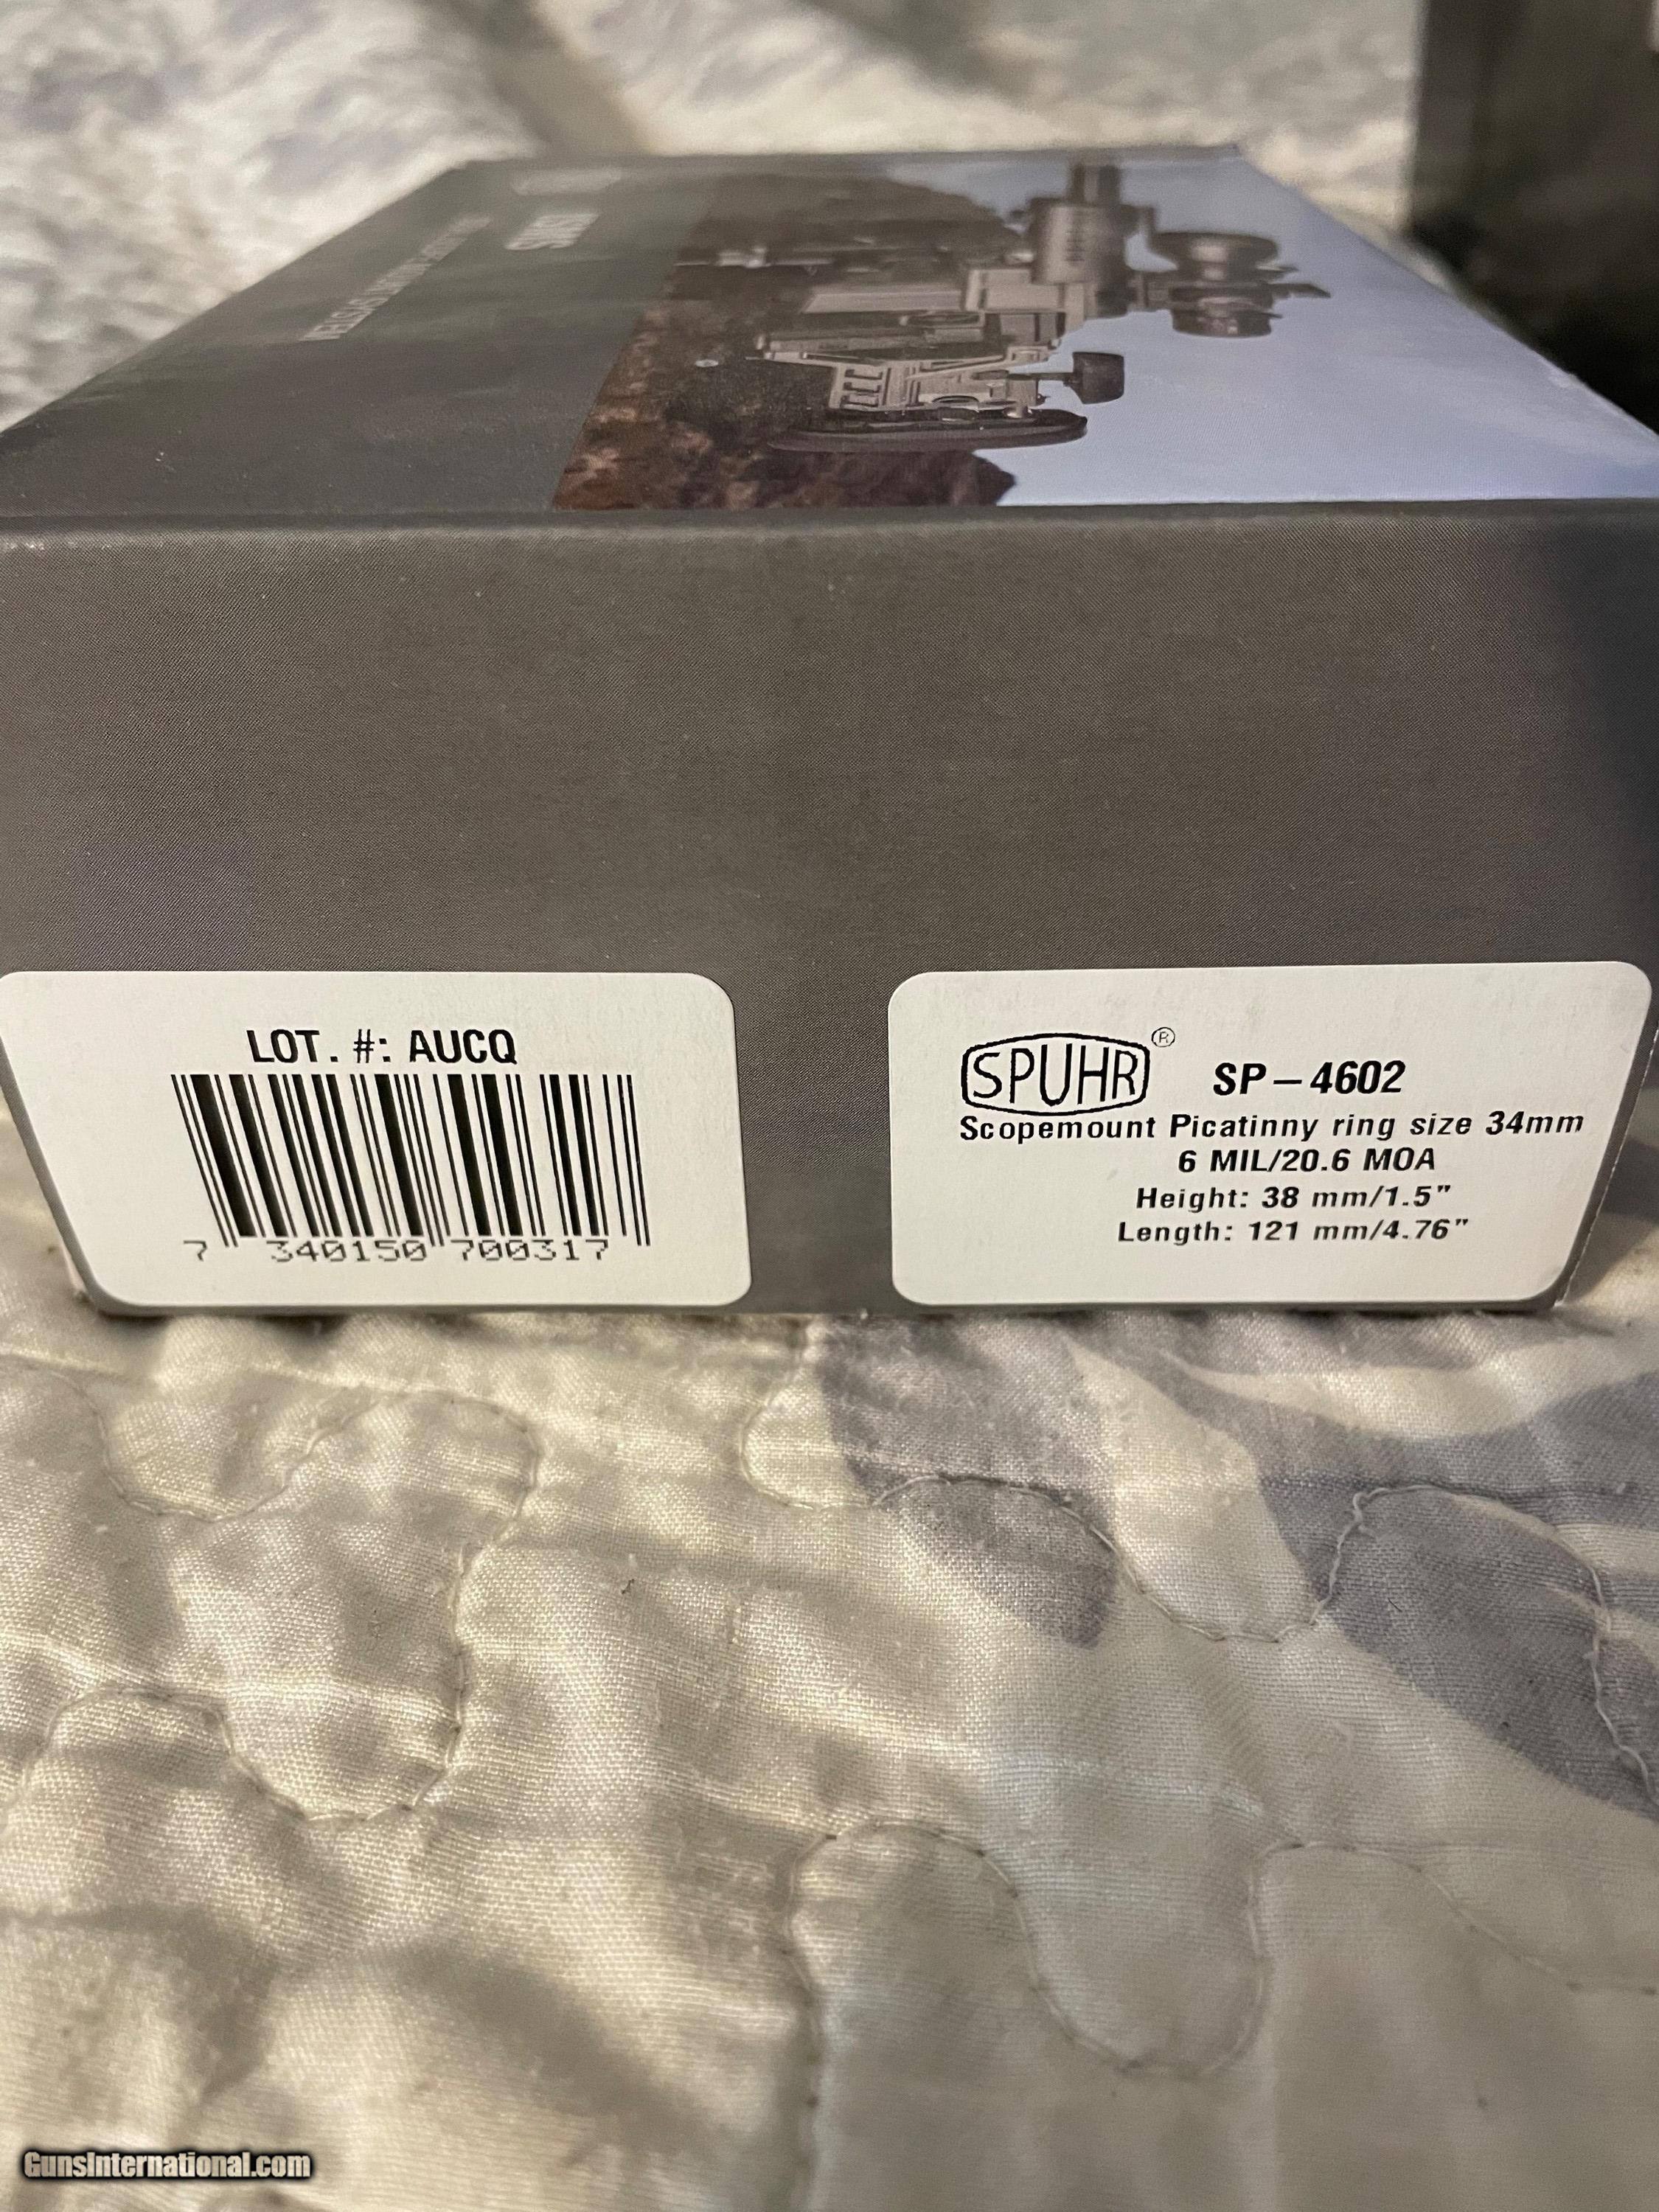 ISMS
LOT. #: AUCQ
7 340150 700317
SPUHR® SP-4602
Scopemount Picatinny ring size 34mm
6 MIL/20.6 MOA
Height: 38 mm/1.5"
Length: 121 mm/4.76"
GunsInternational.com